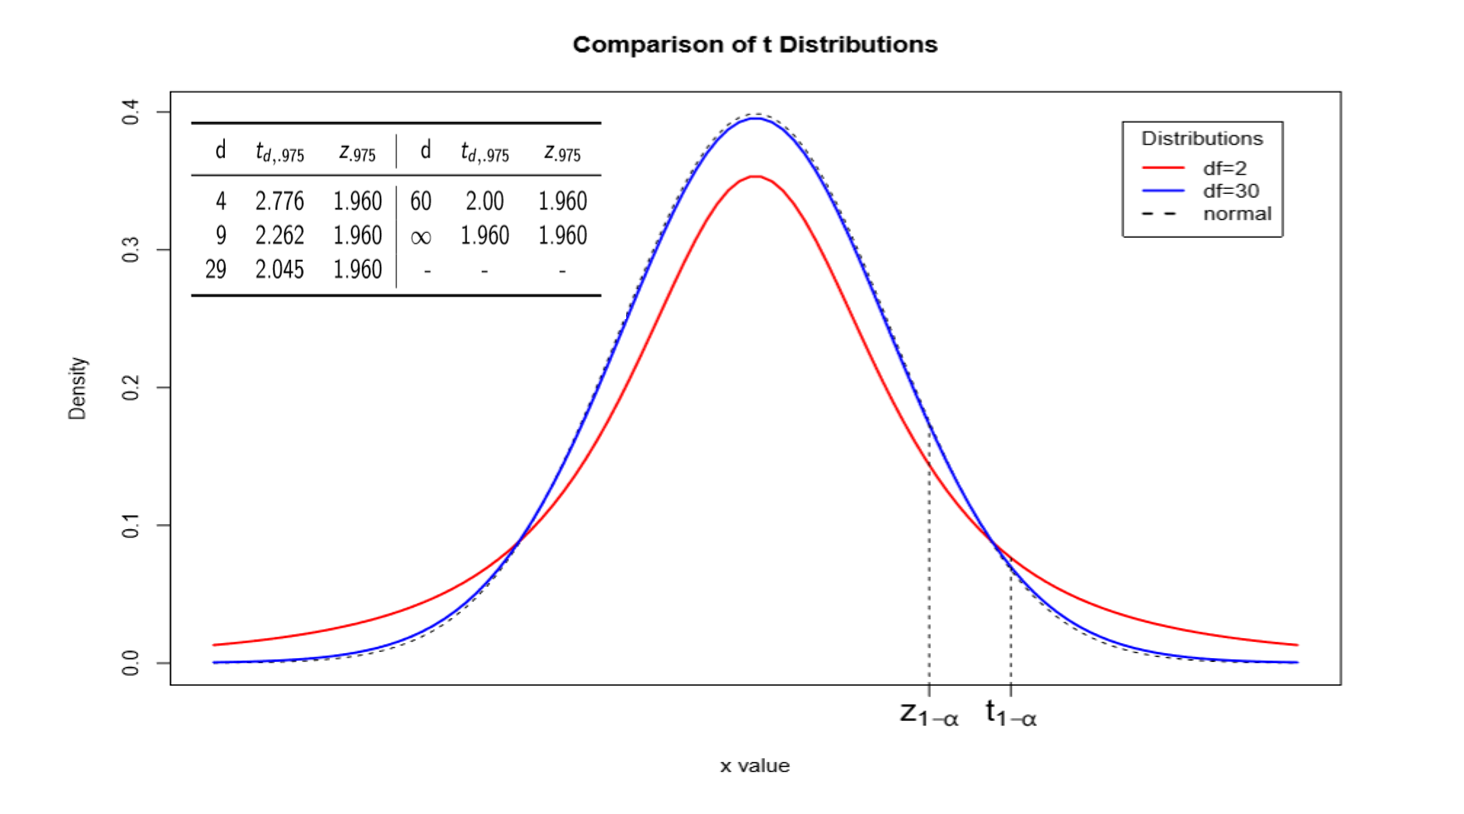 Comparison of t Distributions
0.4
0.3
0.2
0.1
0.0
Density
d t_{d,.975} z_{.975} d t_{d,.975} z_{.975}
4 2.776 1.960 60 2.00 1.960
9 2.262 1.960 ∞ 1.960 1.960
29 2.045 1.960 - - -
Distributions
df=2
df=30
normal
z_{1−α} t_{1−α}
x value